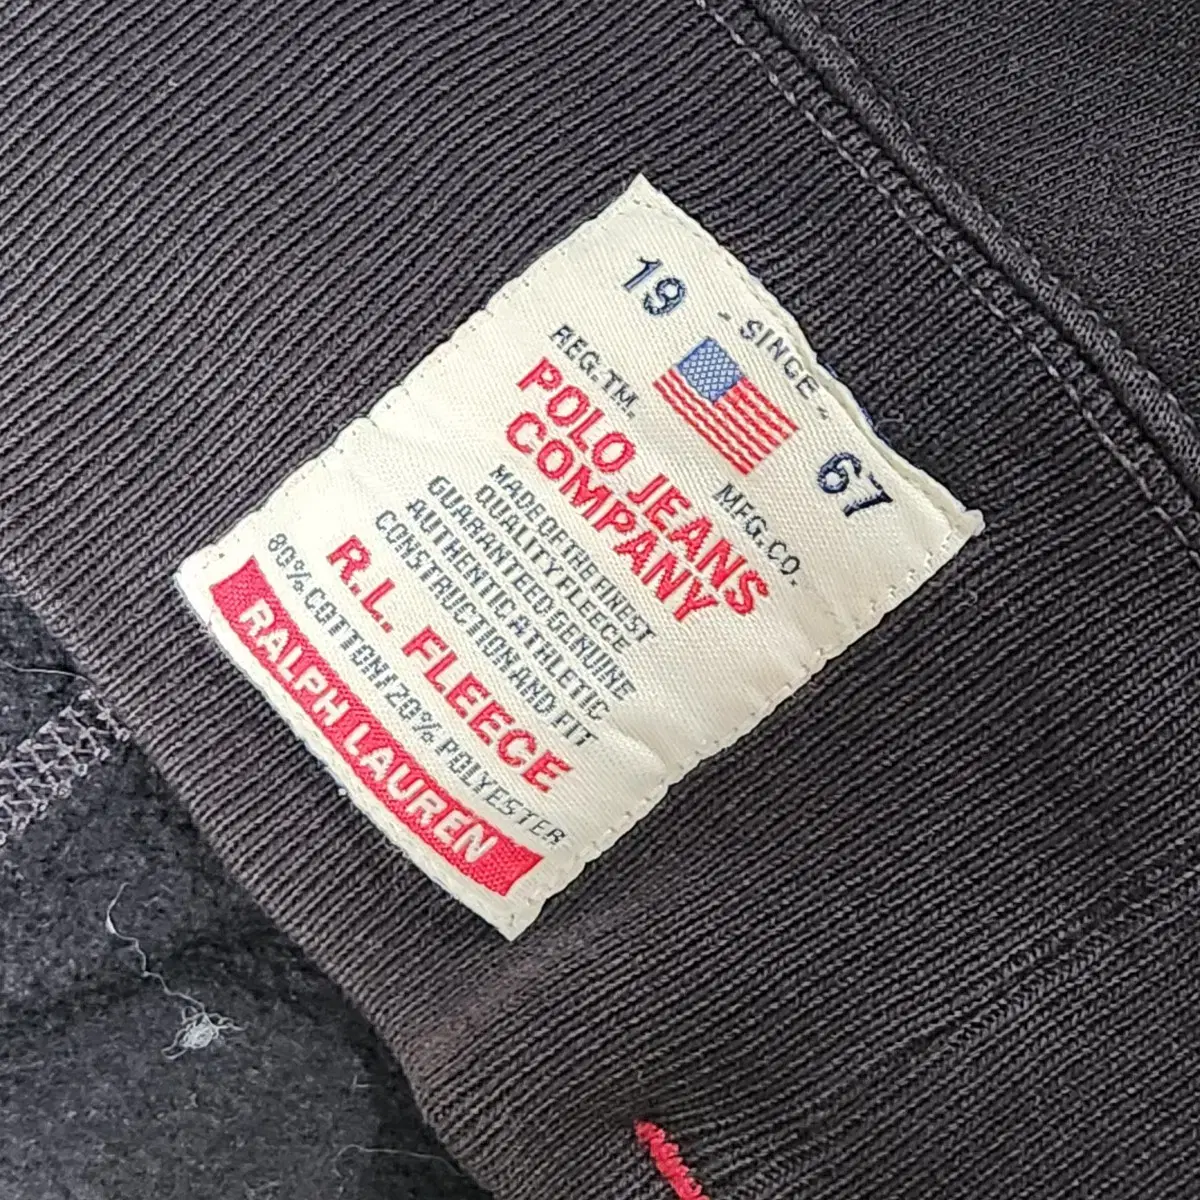 19 - SINCE - 67
REG. TM. MFG. CO.
POLO JEANS
COMPANY
MADE OF THE FINEST
QUALITY FLEECE
GUARANTEED GENUINE
AUTHENTIC ATHLETIC
CONSTRUCTION AND FIT
R.L. FLEECE
80% COTTON/20% POLYESTER
RALPH LAUREN